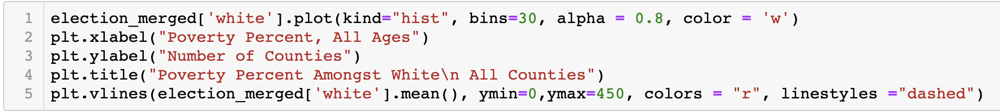 1 election_merged['white'].plot(kind="hist", bins=30, alpha = 0.8, color = 'w')
2 plt.xlabel("Poverty Percent, All Ages")
3 plt.ylabel("Number of Counties")
4 plt.title("Poverty Percent Amongst White\n All Counties")
5 plt.vlines(election_merged['white'].mean(), ymin=0,ymax=450, colors = "r", linestyles ="dashed")